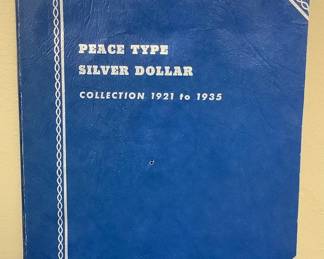 PEACE TYPE
SILVER DOLLAR
COLLECTION 1921 to 1935